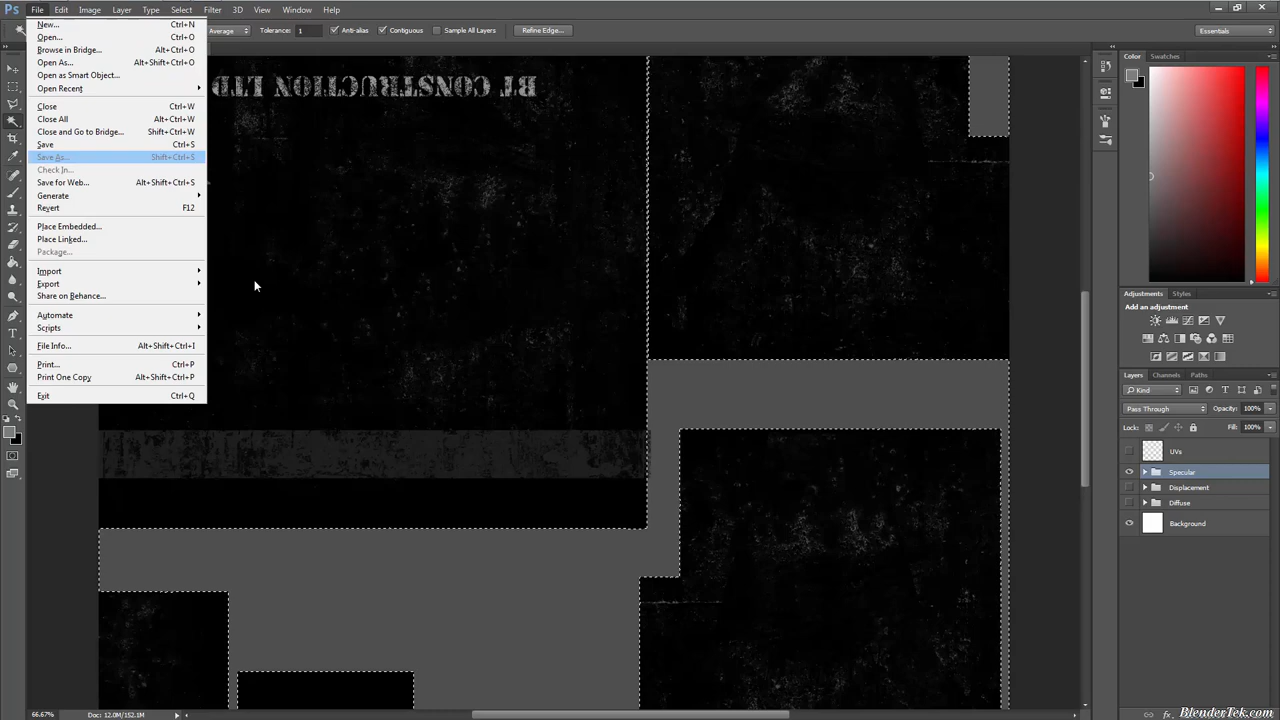 Ps File Edit Image Layer Type Select Filter 3D View Window Help
Average Tolerance: 1 Anti-alias Contiguous Sample All Layers Refine Edge... Essentials
New... Ctrl+N
Open... Ctrl+O
Browse in Bridge... Alt+Ctrl+O
Open As... Alt+Shift+Ctrl+O
Open as Smart Object...
Open Recent
Close Ctrl+W
Close All Alt+Ctrl+W
Close and Go to Bridge... Shift+Ctrl+W
Save Ctrl+S
Save As... Shift+Ctrl+S
Check In...
Save for Web... Alt+Shift+Ctrl+S
Generate
Revert F12
Place Embedded...
Place Linked...
Package...
Import
Export
Share on Behance...
Automate
Scripts
File Info... Alt+Shift+Ctrl+I
Print... Ctrl+P
Print One Copy Alt+Shift+Ctrl+P
Exit Ctrl+Q
BT CONSTRUCTION LTD
Color Swatches
Adjustments Styles
Add an adjustment
Layers Channels Paths
Kind
Pass Through Opacity: 100%
Lock: Fill: 100%
UVs
Specular
Displacement
Diffuse
Background
66.67% Doc: 12.0M/152.1M
fx
BlenderTek.com